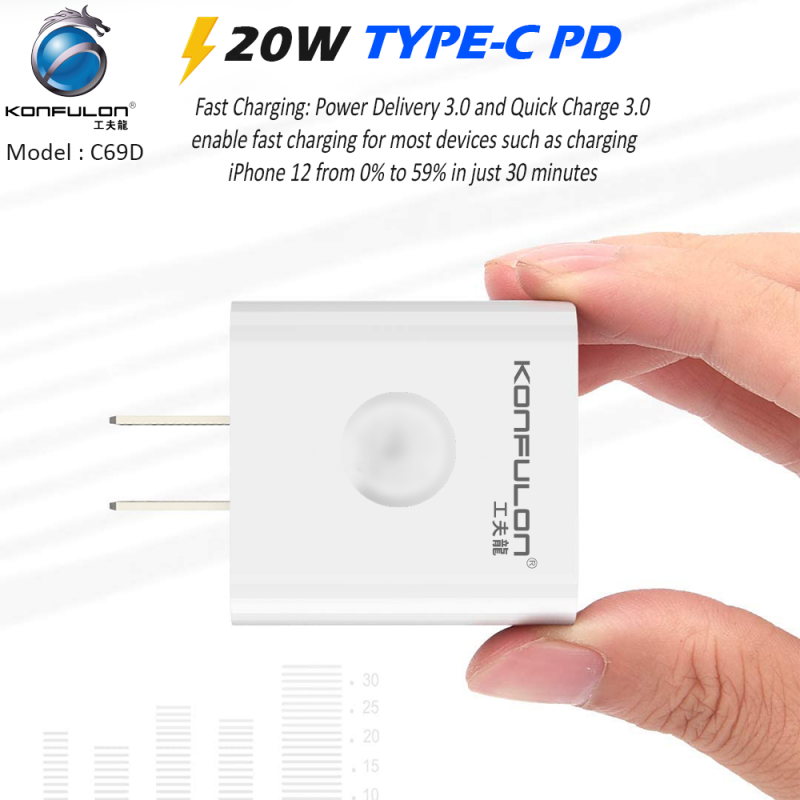 20W TYPE-C PD
KONFULON®
工夫龍
Model : C69D
Fast Charging: Power Delivery 3.0 and Quick Charge 3.0
enable fast charging for most devices such as charging
iPhone 12 from 0% to 59% in just 30 minutes
KONFULON®
工夫龍
30
25
20
15
10